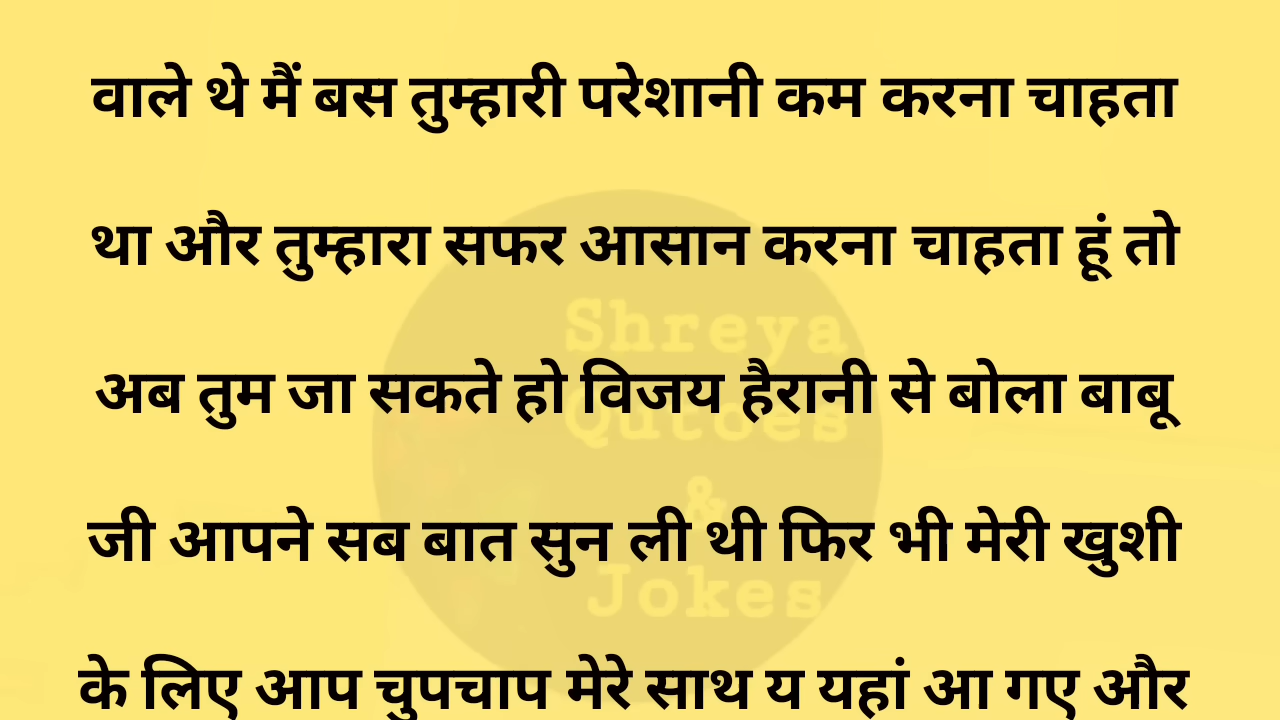 वाले थे मैं बस तुम्हारी परेशानी कम करना चाहता
था और तुम्हारा सफर आसान करना चाहता हूं तो
अब तुम जा सकते हो विजय हैरानी से बोला बाबू
जी आपने सब बात सुन ली थी फिर भी मेरी खुशी
के लिए आप चुपचाप मेरे साथ य यहां आ गए और
Shreya
Qutoes
&
Jokes